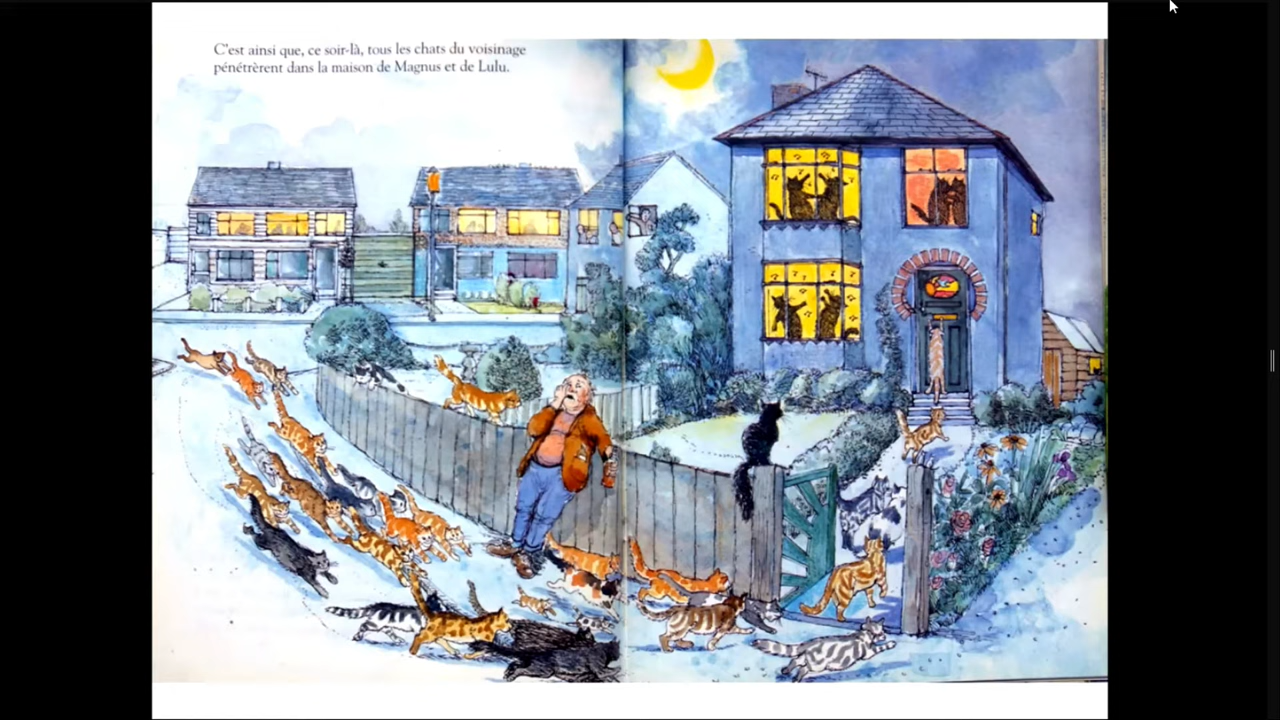 C'est ainsi que, ce soir-là, tous les chats du voisinage
pénétrèrent dans la maison de Magnus et de Lulu.